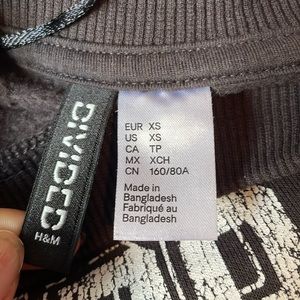 DIVIDED
H&M
EUR XS
US XS
CA TP
MX XCH
CN 160/80A
Made in
Bangladesh
Fabriqué au
Bangladesh